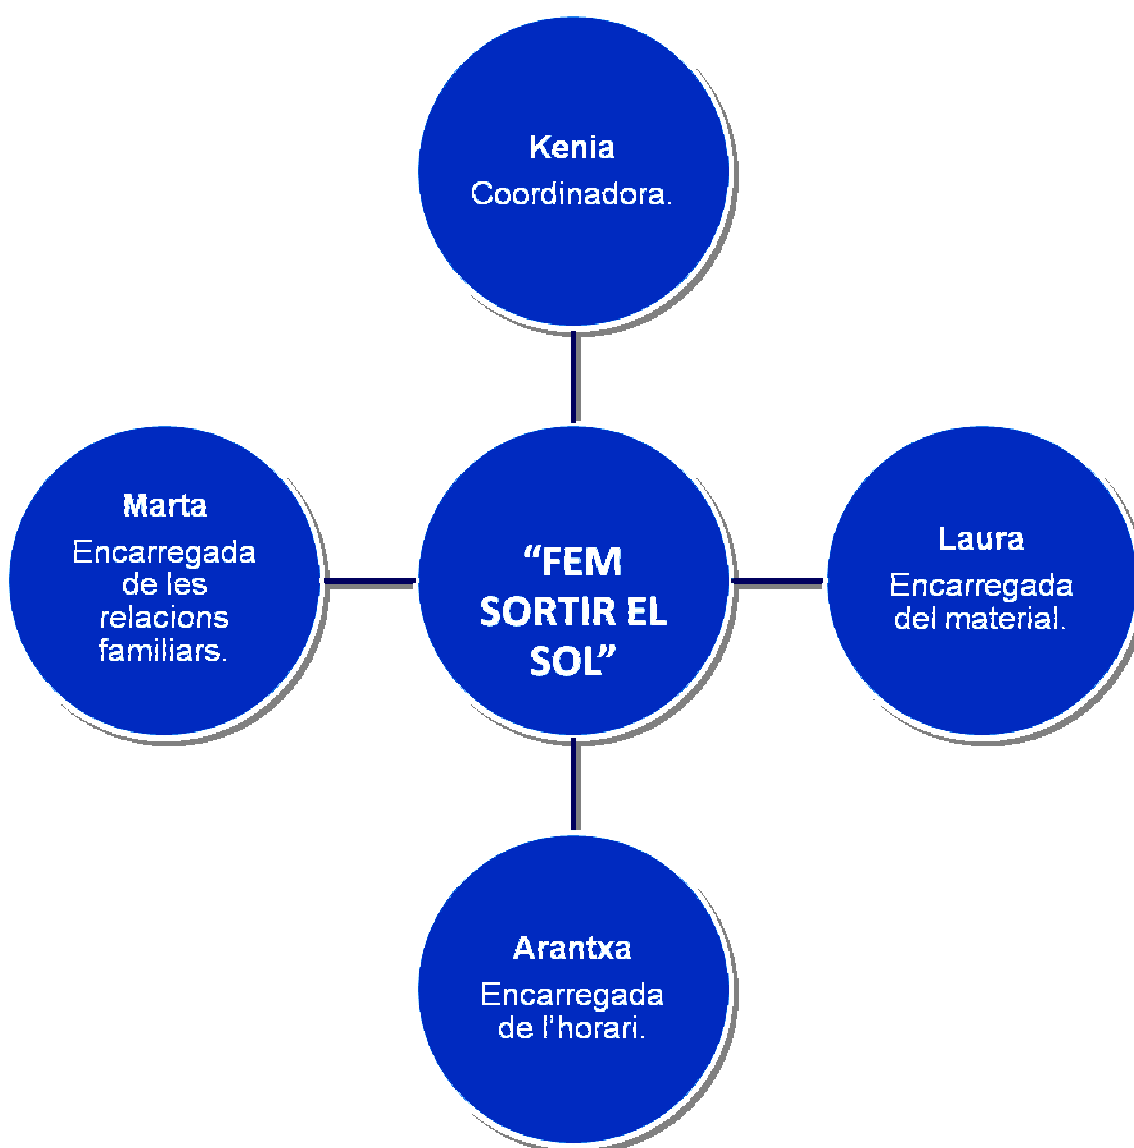 Kenia
Coordinadora.
Marta
Encarregada
de les
relacions
familiars.
“FEM
SORTIR EL
SOL”
Laura
Encarregada
del material.
Arantxa
Encarregada
de l’horari.